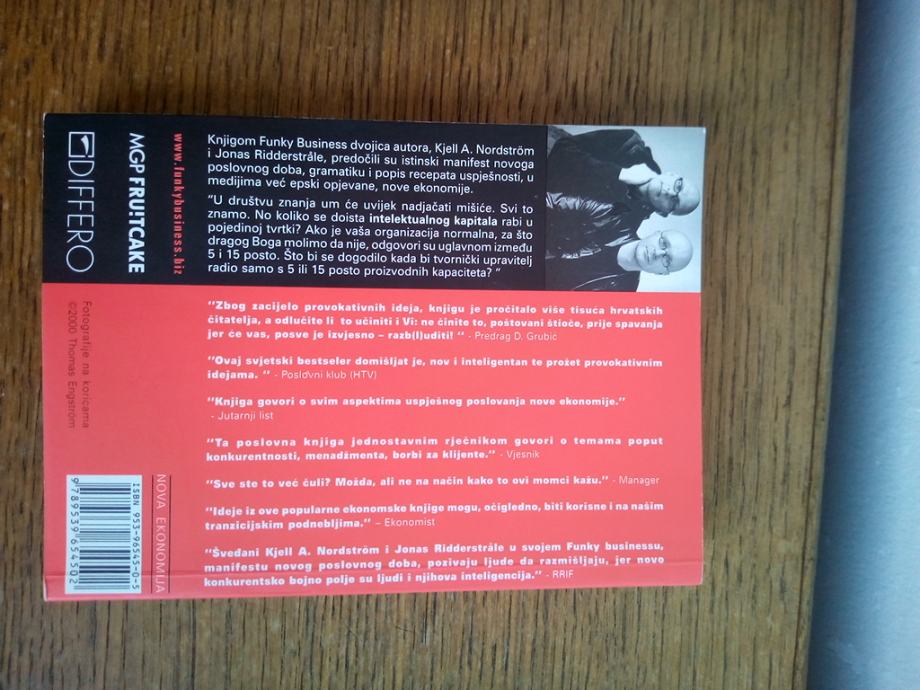 Knjigom Funky Business dvojica autora, Kjell A. Nordström
i Jonas Ridderstråle, predočili su istinski manifest novoga
poslovnog doba, gramatiku i popis recepata uspješnosti, u
medijima već epski opjevane, nove ekonomije.
"U društvu znanja um će uvijek nadjačati mišiće. Svi to
znamo. No koliko se doista intelektualnog kapitala rabi u
pojedinoj tvrtki? Ako je vaša organizacija normalna, za što
dragog Boga molimo da nije, odgovori su uglavnom između
5 i 15 posto. Što bi se dogodilo kada bi tvornički upravitelj
radio samo s 5 ili 15 posto proizvodnih kapaciteta? "
"Zbog zacijelo provokativnih ideja, knjigu je pročitalo više tisuća hrvatskih
čitatelja, a odlučite li to učiniti i Vi: ne činite to, poštovani štioče, prije spavanja
jer će vas, posve je izvjesno – razb(l)uditi! " - Predrag D. Grubić
"Ovaj svjetski bestseler domišljat je, nov i inteligentan te prožet provokativnim
idejama. " - Poslovni klub (HTV)
"Knjiga govori o svim aspektima uspješnog poslovanja nove ekonomije."
- Jutarnji list
"Ta poslovna knjiga jednostavnim rječnikom govori o temama poput
konkurentnosti, menadžmenta, borbi za klijente." - Vjesnik
"Sve ste to već čuli? Možda, ali ne na način kako to ovi momci kažu." - Manager
"Ideje iz ove popularne ekonomske knjige mogu, očigledno, biti korisne i na našim
tranzicijskim podnebljima." – Ekonomist
"Šveđani Kjell A. Nordström i Jonas Ridderstråle u svojem Funky businessu,
manifestu novog poslovnog doba, pozivaju ljude da razmišljaju, jer novo
konkurentsko bojno polje su ljudi i njihova inteligencija." - RRIF
www.funkybusiness.biz
MGP FRU!TCAKE
DIFFERO
Fotografije na koricama
©2000 Thomas Engström
NOVA EKONOMIJA
ISBN 953-96545-0-5
9789539654502